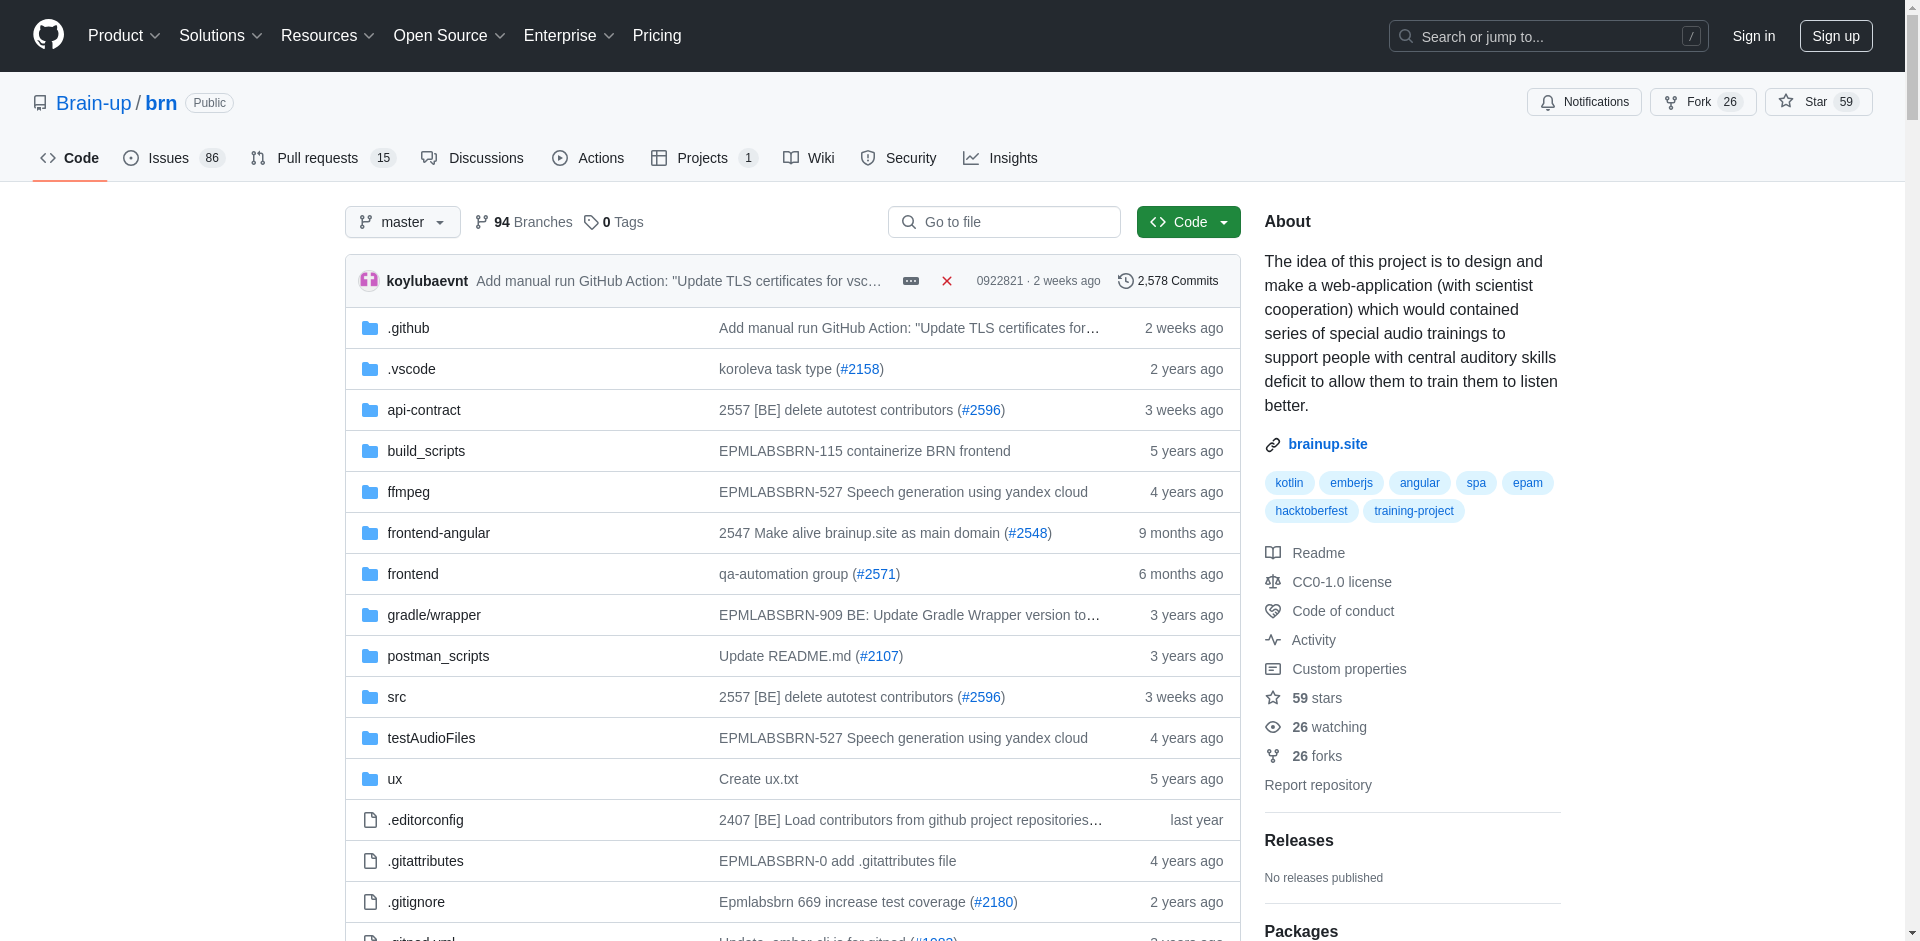 Product Solutions Resources Open Source Enterprise Pricing Search or jump to... / Sign in Sign up
Brain-up / brn Public Notifications Fork 26 Star 59
Code Issues 86 Pull requests 15 Discussions Actions Projects 1 Wiki Security Insights
master 94 Branches 0 Tags Go to file Code
koylubaevnt Add manual run GitHub Action: "Update TLS certificates for vsc… 0922821 · 2 weeks ago 2,578 Commits
.github Add manual run GitHub Action: "Update TLS certificates for… 2 weeks ago
.vscode koroleva task type (#2158) 2 years ago
api-contract 2557 [BE] delete autotest contributors (#2596) 3 weeks ago
build_scripts EPMLABSBRN-115 containerize BRN frontend 5 years ago
ffmpeg EPMLABSBRN-527 Speech generation using yandex cloud 4 years ago
frontend-angular 2547 Make alive brainup.site as main domain (#2548) 9 months ago
frontend qa-automation group (#2571) 6 months ago
gradle/wrapper EPMLABSBRN-909 BE: Update Gradle Wrapper version to… 3 years ago
postman_scripts Update README.md (#2107) 3 years ago
src 2557 [BE] delete autotest contributors (#2596) 3 weeks ago
testAudioFiles EPMLABSBRN-527 Speech generation using yandex cloud 4 years ago
ux Create ux.txt 5 years ago
.editorconfig 2407 [BE] Load contributors from github project repositories… last year
.gitattributes EPMLABSBRN-0 add .gitattributes file 4 years ago
.gitignore Epmlabsbrn 669 increase test coverage (#2180) 2 years ago
About
The idea of this project is to design and
make a web-application (with scientist
cooperation) which would contained
series of special audio trainings to
support people with central auditory skills
deficit to allow them to train them to listen
better.
brainup.site
kotlin emberjs angular spa epam
hacktoberfest training-project
Readme
CC0-1.0 license
Code of conduct
Activity
Custom properties
59 stars
26 watching
26 forks
Report repository
Releases
No releases published
Packages